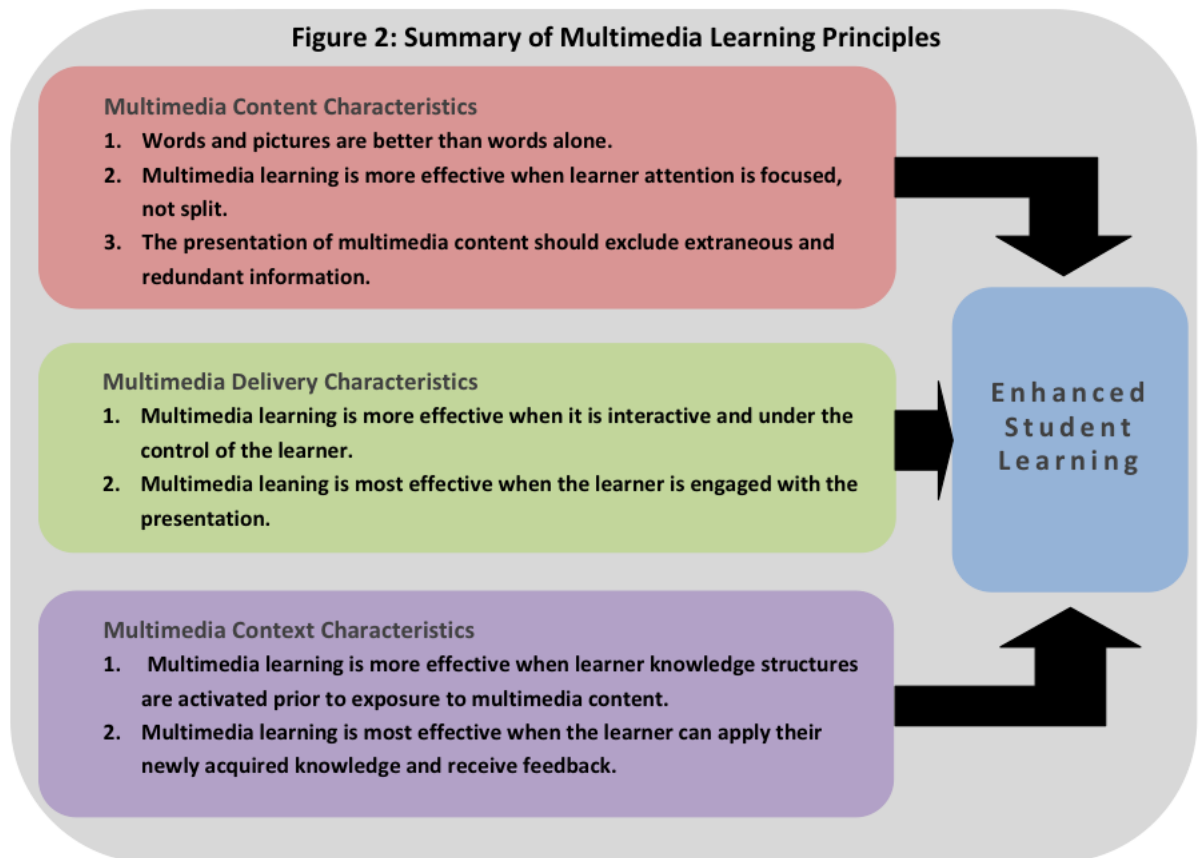 Figure 2: Summary of Multimedia Learning Principles
Multimedia Content Characteristics
1. Words and pictures are better than words alone.
2. Multimedia learning is more effective when learner attention is focused,
not split.
3. The presentation of multimedia content should exclude extraneous and
redundant information.
Multimedia Delivery Characteristics
1. Multimedia learning is more effective when it is interactive and under the
control of the learner.
2. Multimedia leaning is most effective when the learner is engaged with the
presentation.
Multimedia Context Characteristics
1. Multimedia learning is more effective when learner knowledge structures
are activated prior to exposure to multimedia content.
2. Multimedia learning is most effective when the learner can apply their
newly acquired knowledge and receive feedback.
Enhanced
Student
Learning